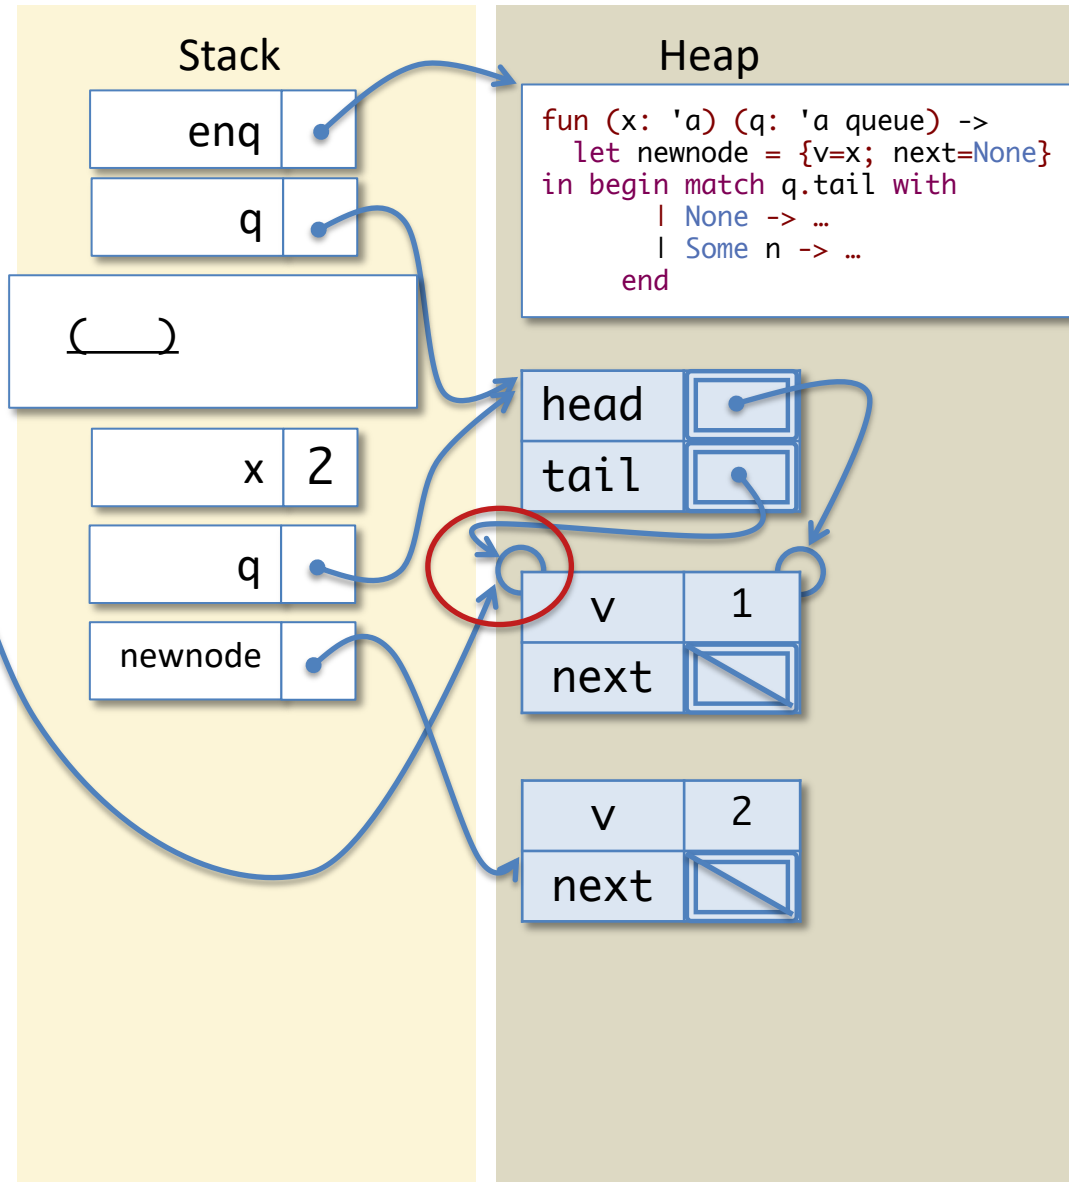 Stack
enq
q
(___)
x 2
q
newnode
Heap
fun (x: 'a) (q: 'a queue) ->
let newnode = {v=x; next=None}
in begin match q.tail with
| None -> …
| Some n -> …
end
head
tail
v 1
next
v 2
next